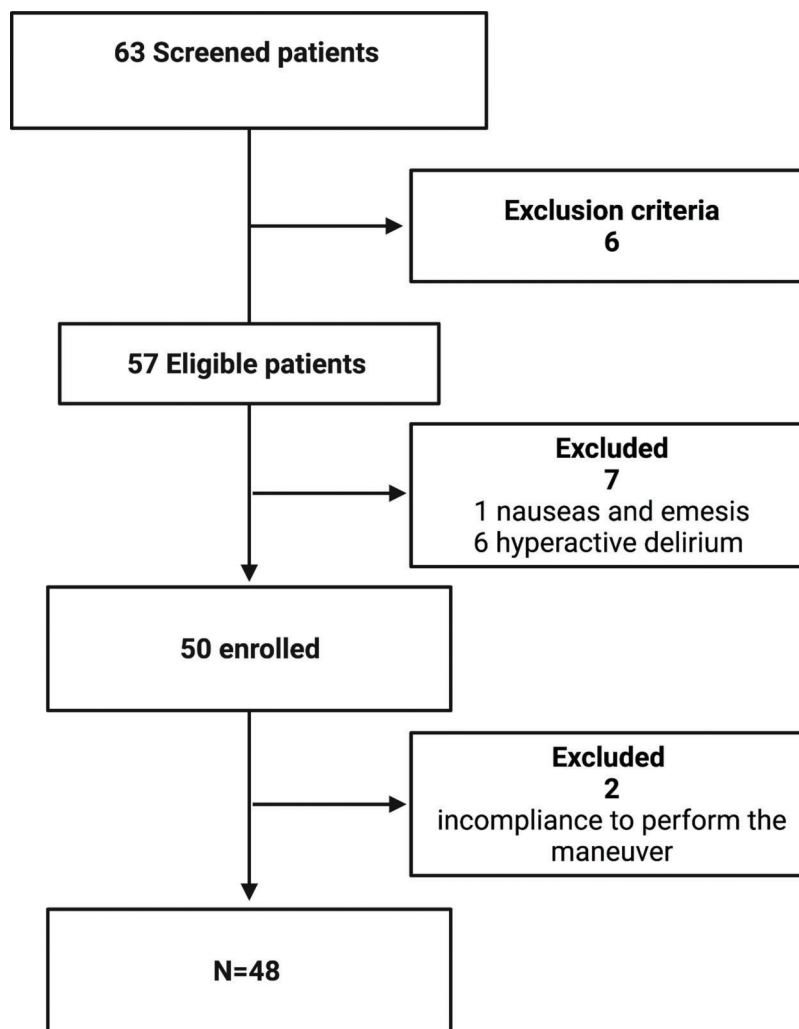 63 Screened patients
Exclusion criteria
6
57 Eligible patients
Excluded
7
1 nauseas and emesis
6 hyperactive delirium
50 enrolled
Excluded
2
incompliance to perform the
maneuver
N=48